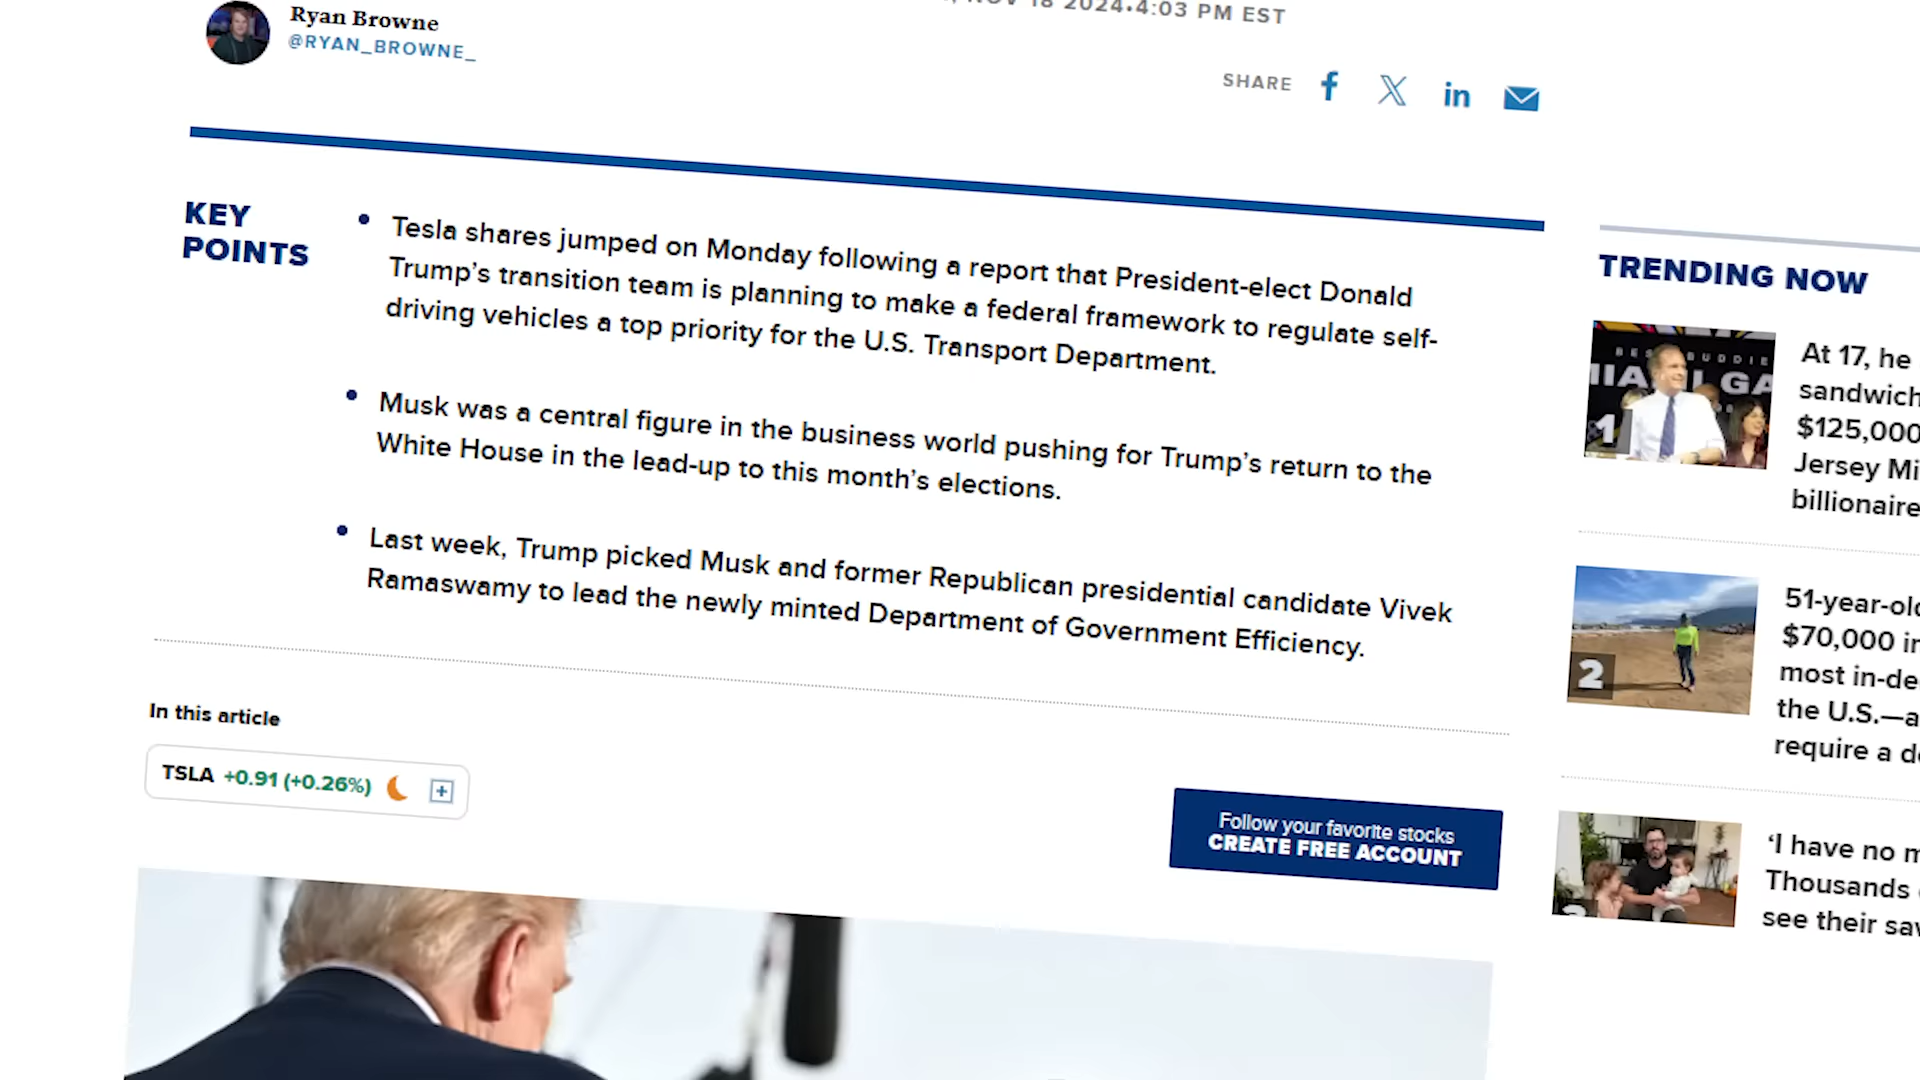 Ryan Browne
@RYAN_BROWNE_
NOV 18 2024•4:03 PM EST
SHARE
KEY
POINTS
Tesla shares jumped on Monday following a report that President-elect Donald
Trump’s transition team is planning to make a federal framework to regulate self-
driving vehicles a top priority for the U.S. Transport Department.
Musk was a central figure in the business world pushing for Trump’s return to the
White House in the lead-up to this month’s elections.
Last week, Trump picked Musk and former Republican presidential candidate Vivek
Ramaswamy to lead the newly minted Department of Government Efficiency.
In this article
TSLA +0.91 (+0.26%)
Follow your favorite stocks
CREATE FREE ACCOUNT
TRENDING NOW
1
At 17, he
sandwich
$125,000
Jersey Mi
billionaire
2
51-year-old
$70,000 in
most in-de
the U.S.—a
require a de
‘I have no m
Thousands
see their sav